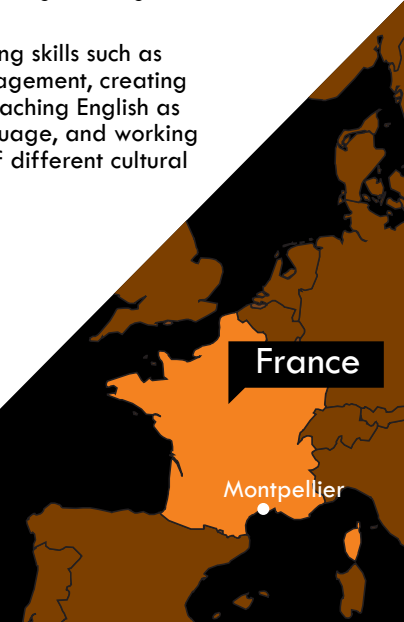 ng skills such as
agement, creating
aching English as
uage, and working
f different cultural
France
Montpellier